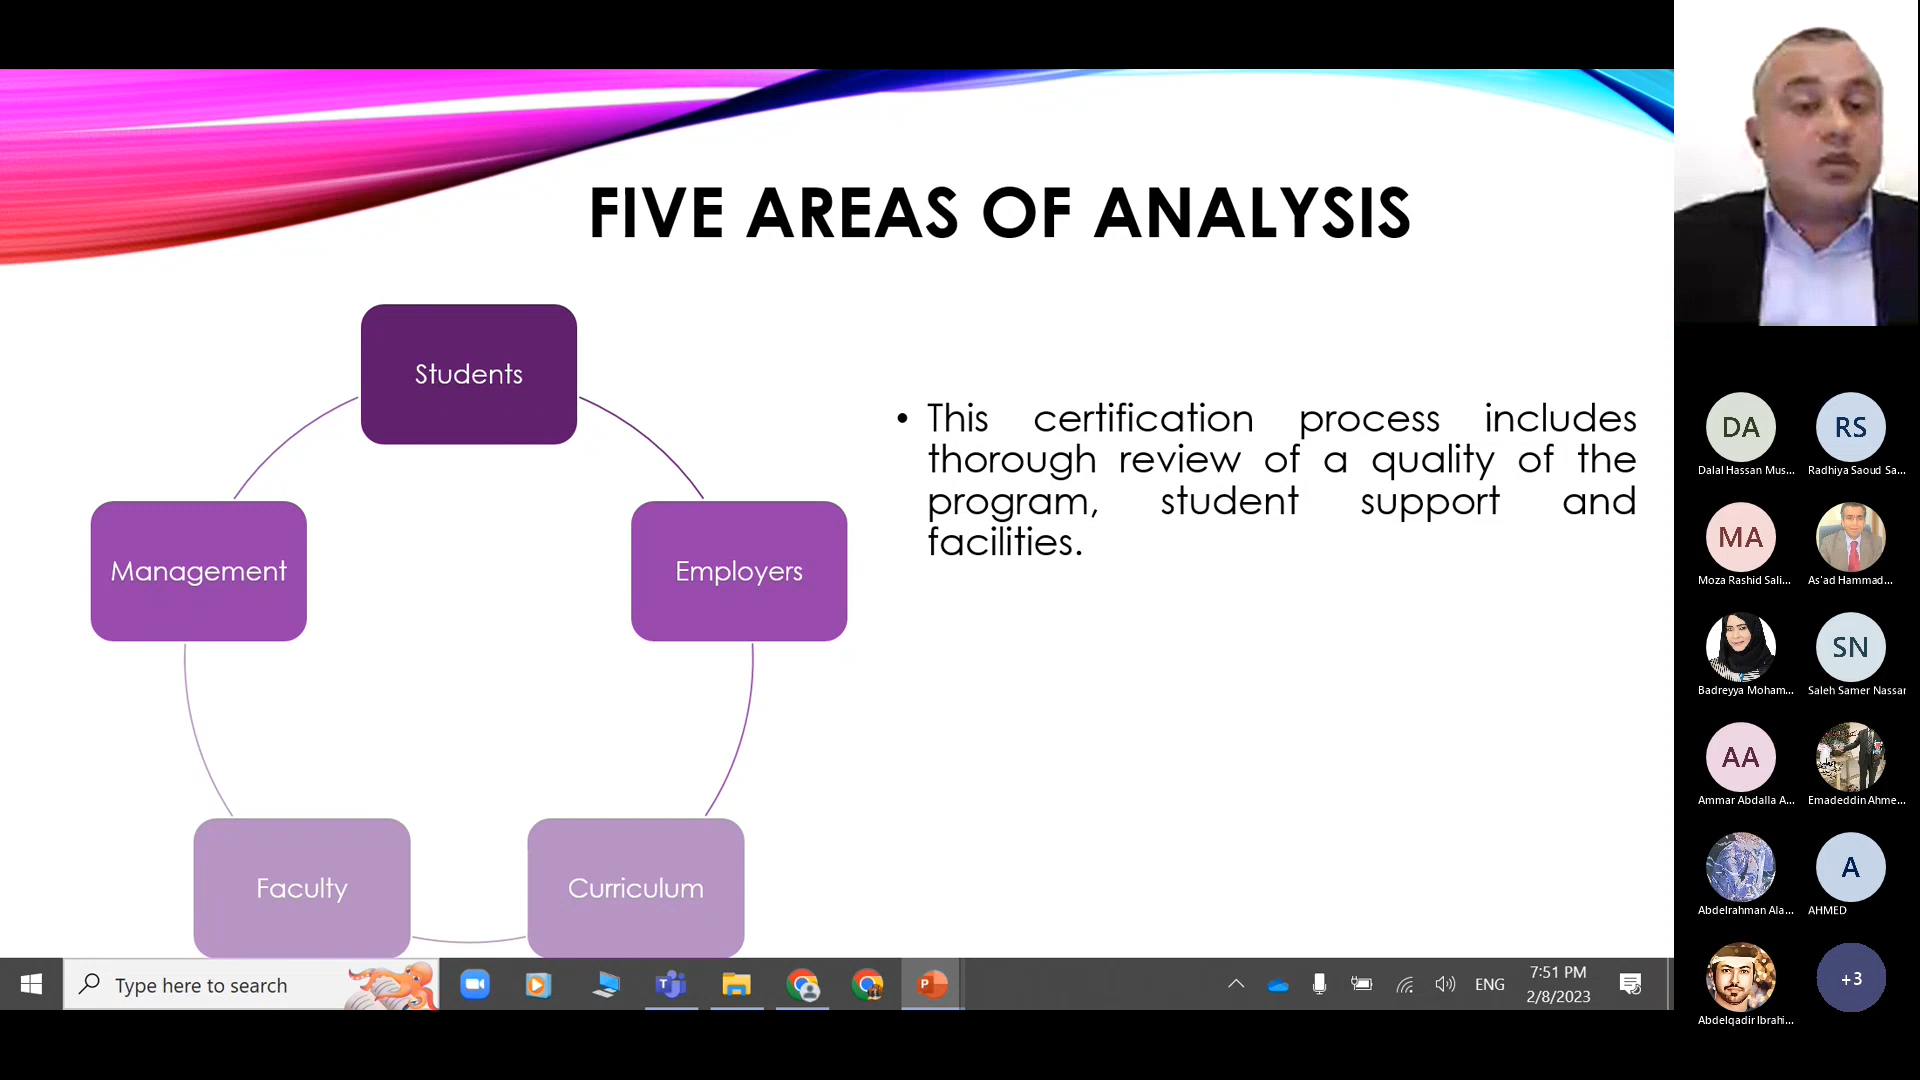 FIVE AREAS OF ANALYSIS
Students
Management
Employers
Faculty
Curriculum
• This certification process includes
thorough review of a quality of the
program, student support and
facilities.
DA
Dalal Hassan Mus...
RS
Radhiya Saoud Sa...
MA
Moza Rashid Sali...
As'ad Hammad...
Badreyya Moham...
SN
Saleh Samer Nassar
AA
Ammar Abdalla A...
Emadeddin Ahme...
Abdelrahman Ala...
A
AHMED
Abdelqadir Ibrahi...
+3
Type here to search
ENG
7:51 PM
2/8/2023